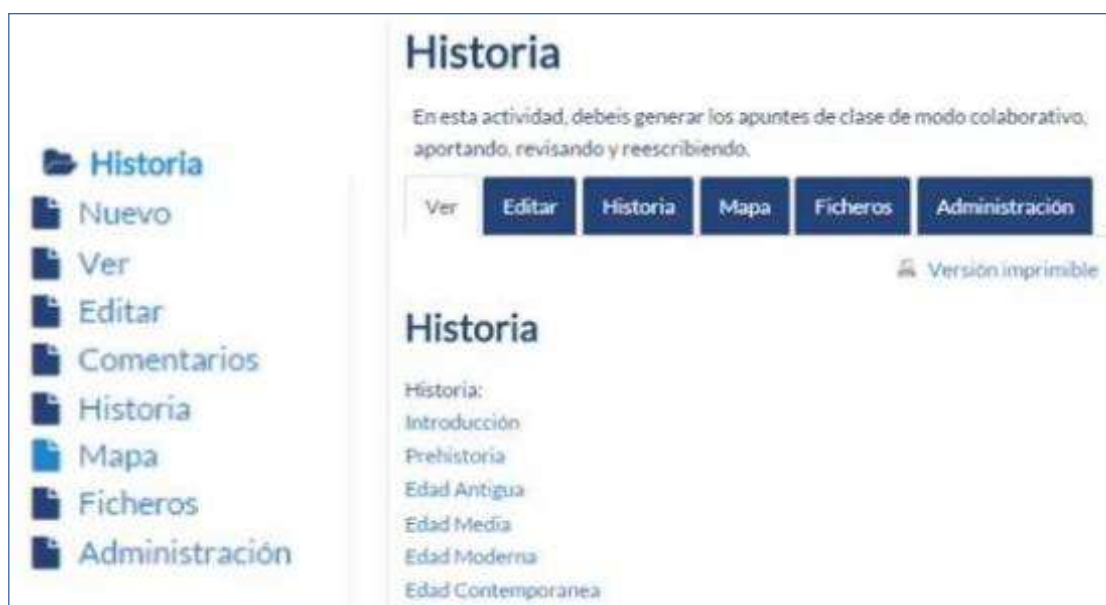 Historia
Nuevo
Ver
Editar
Comentarios
Historia
Mapa
Ficheros
Administración
Historia
En esta actividad, debeis generar los apuntes de clase de modo colaborativo,
aportando, revisando y reescribiendo.
Ver Editar Historia Mapa Ficheros Administración
Versión imprimible
Historia
Historia:
Introducción
Prehistoria
Edad Antigua
Edad Media
Edad Moderna
Edad Contemporanea